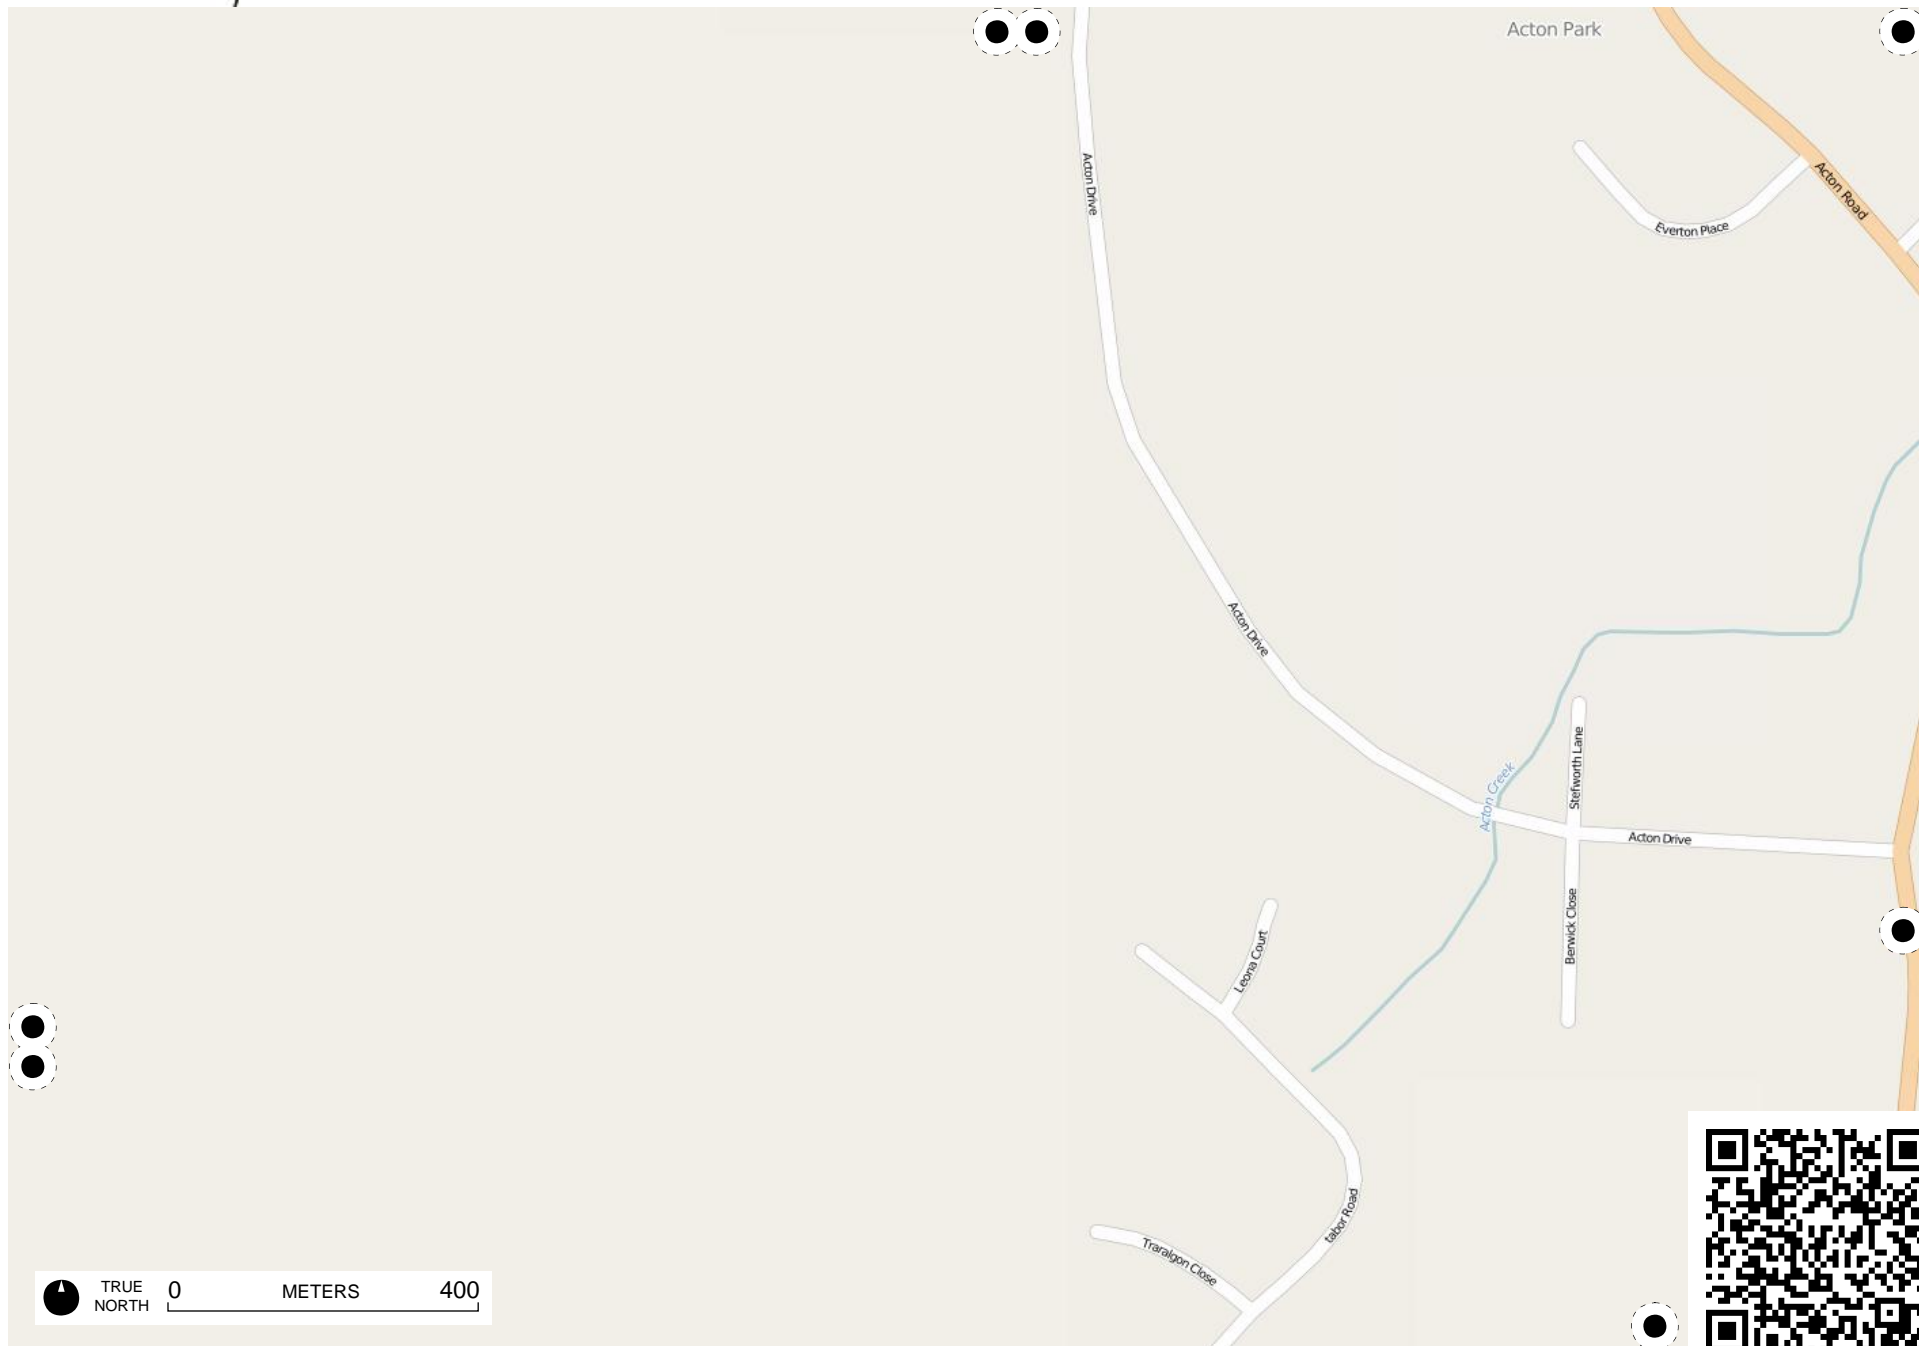 Acton Park
Acton Drive
Acton Road
Everton Place
Acton Drive
Stefworth Lane
Acton Creek
Acton Drive
Berwick Close
Leona Court
tabor Road
Traralgon Close
TRUE NORTH
0 METERS 400